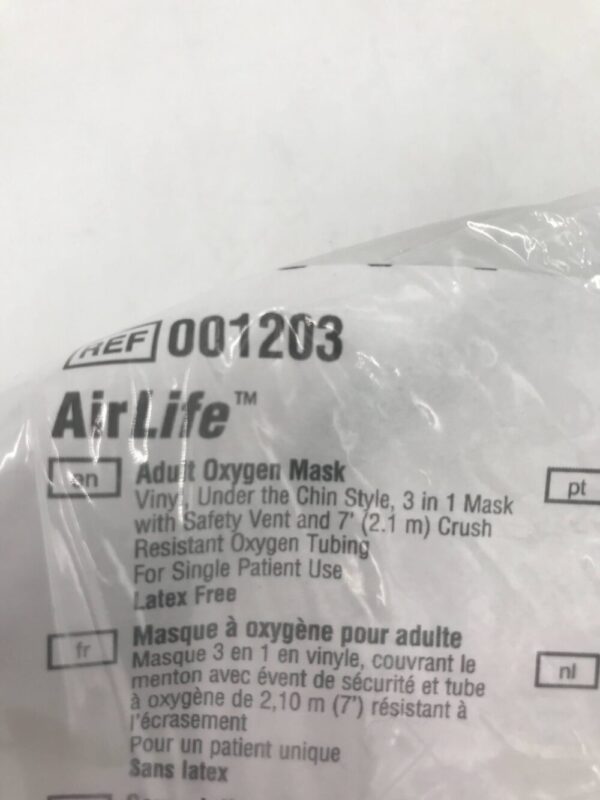 REF 001203
AirLife™
en
Adult Oxygen Mask
Vinyl, Under the Chin Style, 3 in 1 Mask
with Safety Vent and 7' (2.1 m) Crush
Resistant Oxygen Tubing
For Single Patient Use
Latex Free
pt
fr
Masque à oxygène pour adulte
Masque 3 en 1 en vinyle, couvrant le
menton avec évent de sécurité et tube
à oxygène de 2,10 m (7') résistant à
l'écrasement
Pour un patient unique
Sans latex
nl